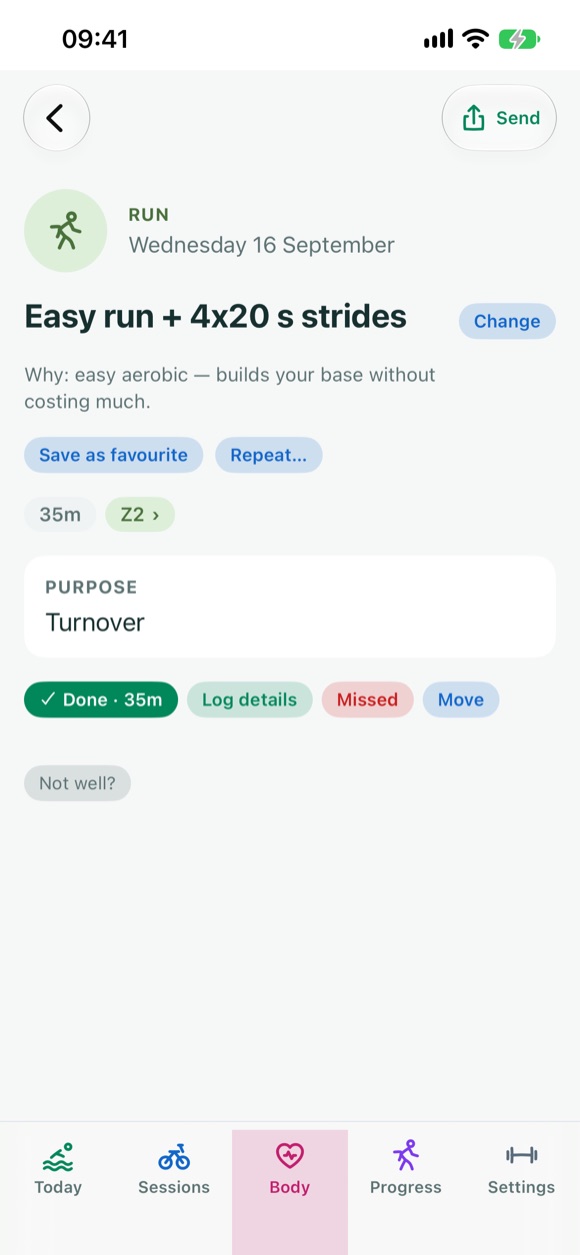 09:41
Send
RUN
Wednesday 16 September
Easy run + 4x20 s strides
Change
Why: easy aerobic — builds your base without
costing much.
Save as favourite
Repeat...
35m
Z2 ›
PURPOSE
Turnover
✓ Done · 35m
Log details
Missed
Move
Not well?
Today
Sessions
Body
Progress
Settings